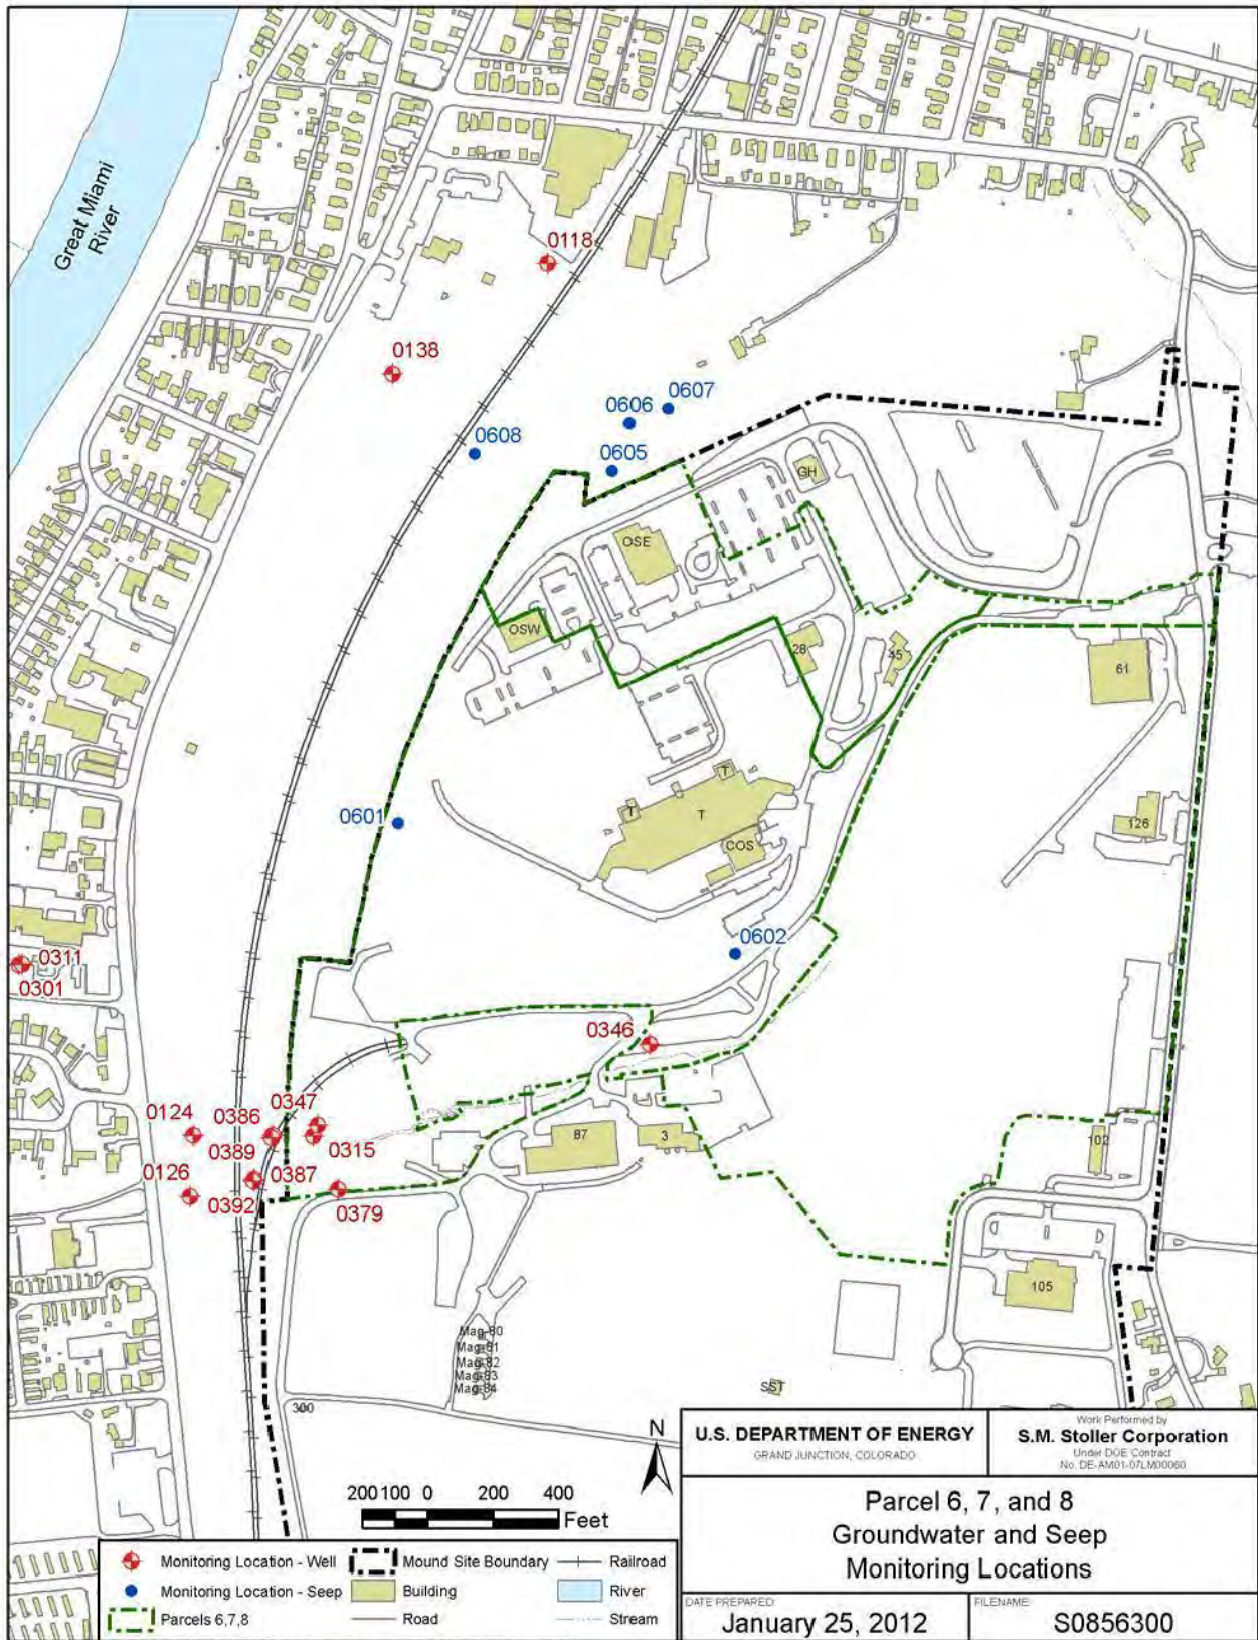 Great Miami
River
0118
0138
0607
0606
0608
0605
GH
OSE
OSW
28
45
61
T
T
T
COS
126
0601
0602
0311
0301
0346
0347
0124
0386
0315
0389
0387
0126
0392
0379
87
3
102
105
Mag-80
Mag-81
Mag-82
Mag-83
Mag-84
SST
300
N
200 100 0 200 400
Feet
U.S. DEPARTMENT OF ENERGY
GRAND JUNCTION, COLORADO
Work Performed by
S.M. Stoller Corporation
Under DOE Contract
No. DE-AM01-07LM00060
Parcel 6, 7, and 8
Groundwater and Seep
Monitoring Locations
DATE PREPARED:
January 25, 2012
FILENAME:
S0856300
Monitoring Location - Well
Mound Site Boundary
Railroad
Monitoring Location - Seep
Building
River
Parcels 6,7,8
Road
Stream